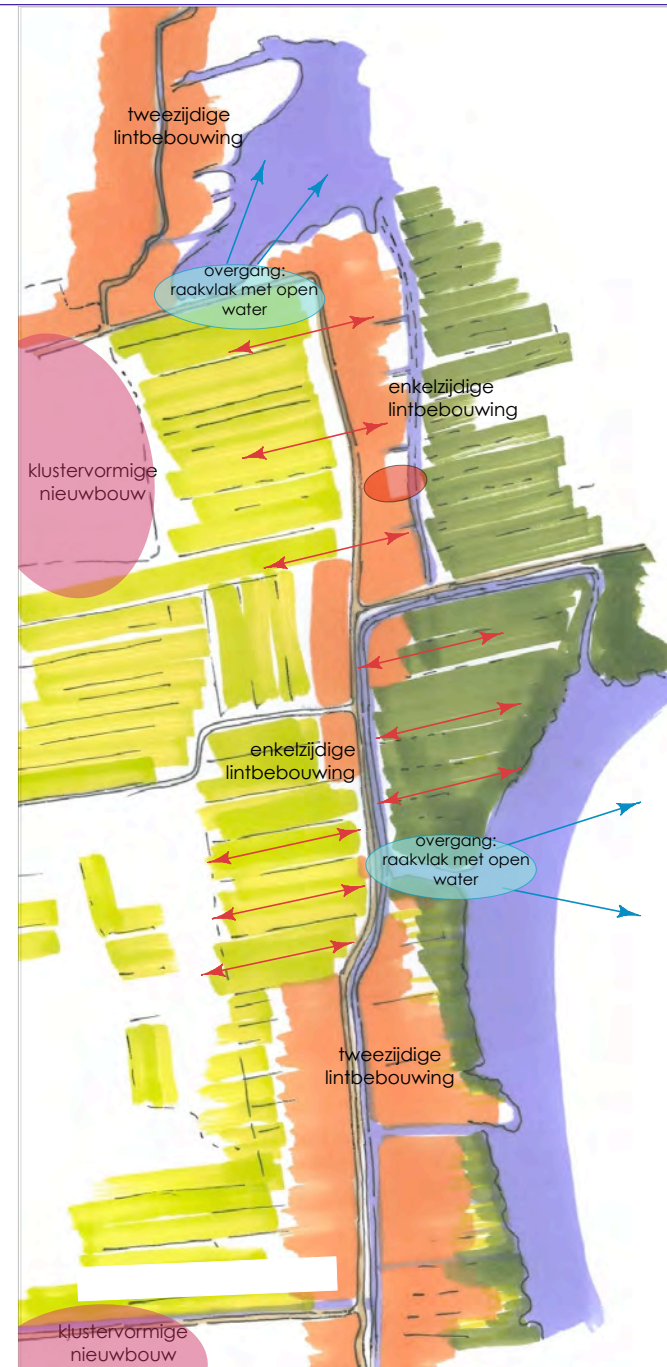 tweezijdige
lintbebouwing
overgang:
raakvlak met open
water
enkelzijdige
lintbebouwing
klustervormige
nieuwbouw
enkelzijdige
lintbebouwing
overgang:
raakvlak met open
water
tweezijdige
lintbebouwing
klustervormige
nieuwbouw